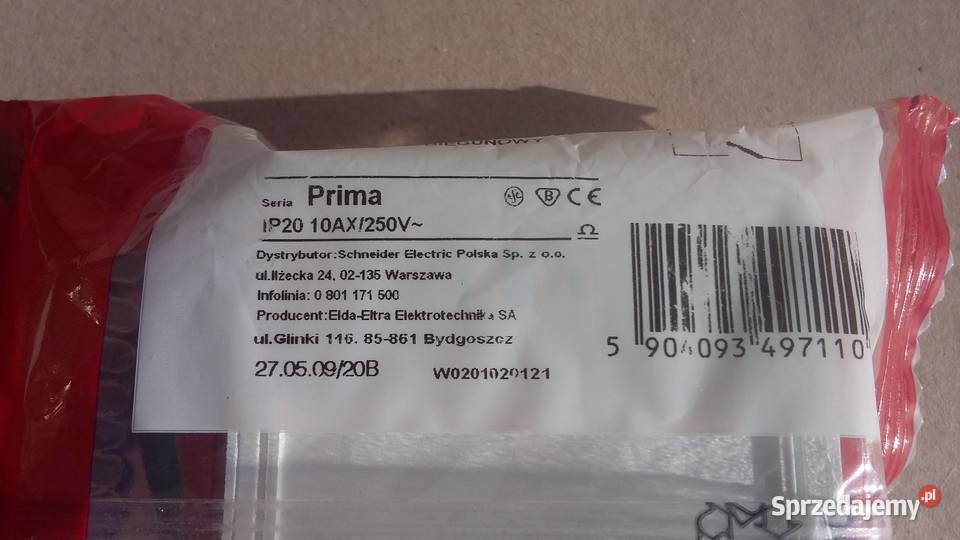 Seria Prima
IP20 10AX/250V~
B CE
Dystrybutor:Schneider Electric Polska Sp. z o.o.
ul.Iłżecka 24, 02-135 Warszawa
Infolinia: 0 801 171 500
Producent:Elda-Eltra Elektrotechnika SA
ul.Glinki 116. 85-861 Bydgoszcz
27.05.09/20B
W0201020121
5 904093 497110
Sprzedajemy.pl